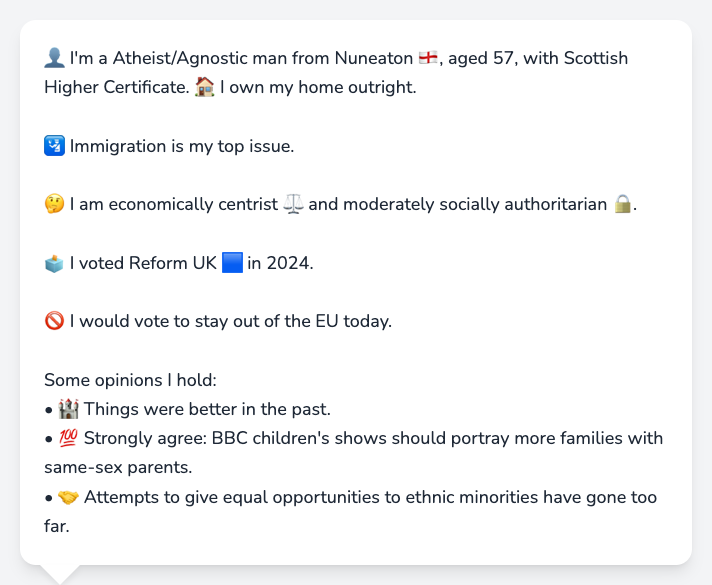 👤 I'm a Atheist/Agnostic man from Nuneaton 🏴󠁧󠁢󠁥󠁮󠁧󠁿, aged 57, with Scottish
Higher Certificate. 🏠 I own my home outright.
🛂 Immigration is my top issue.
🤔 I am economically centrist ⚖️ and moderately socially authoritarian 🔒.
🗳️ I voted Reform UK 🟦 in 2024.
🚫 I would vote to stay out of the EU today.
Some opinions I hold:
• 🏰 Things were better in the past.
• 💯 Strongly agree: BBC children's shows should portray more families with
same-sex parents.
• 🤝 Attempts to give equal opportunities to ethnic minorities have gone too
far.